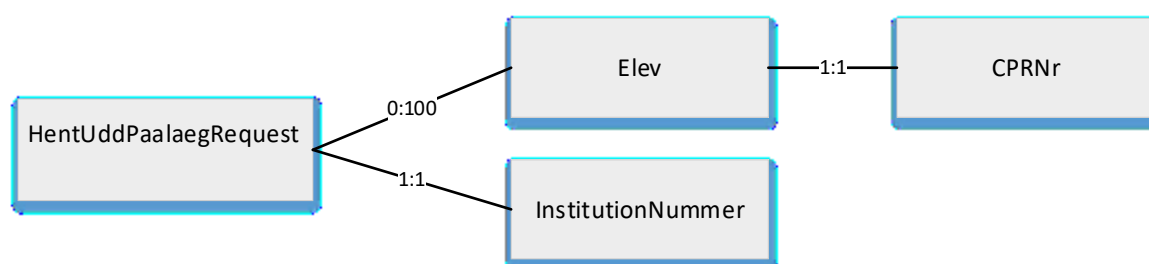 Elev
1:1
CPRNr
0:100
HentUddPaalaegRequest
1:1
InstitutionNummer